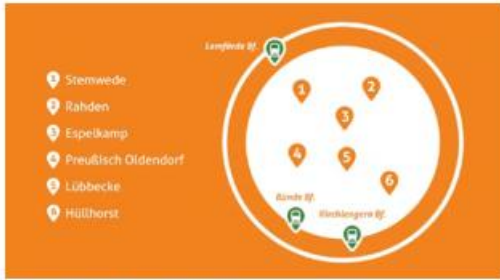 Lemförde Bf.
1 Stemwede
2 Rahden
3 Espelkamp
4 Preußisch Oldendorf
5 Lübbecke
6 Hüllhorst
1
2
3
4
5
6
Bünde Bf.
Kirchlengern Bf.